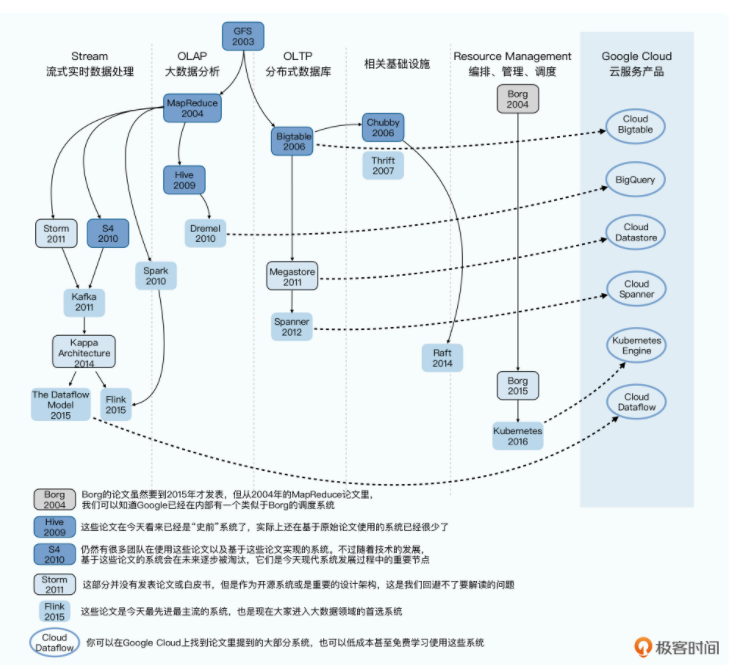 GFS
2003
Stream
流式实时数据处理
OLAP
大数据分析
OLTP
分布式数据库
相关基础设施
Resource Management
编排、管理、调度
Google Cloud
云服务产品
MapReduce
2004
Borg
2004
Bigtable
2006
Chubby
2006
Cloud
Bigtable
Thrift
2007
Hive
2009
BigQuery
Storm
2011
S4
2010
Dremel
2010
Cloud
Datastore
Spark
2010
Megastore
2011
Cloud
Spanner
Kafka
2011
Spanner
2012
Kappa
Architecture
2014
Raft
2014
Kubernetes
Engine
The Dataflow
Model
2015
Flink
2015
Borg
2015
Cloud
Dataflow
Kubernetes
2016
Borg
2004
Borg的论文虽然要到2015年才发表，但从2004年的MapReduce论文里，
我们可以知道Google已经在内部有一个类似于Borg的调度系统
Hive
2009
这些论文在今天看来已经是“史前”系统了，实际上还在基于原始论文使用的系统已经很少了
S4
2010
仍然有很多团队在使用这些论文以及基于这些论文实现的系统。不过随着技术的发展，
基于这些论文的系统会在未来逐步被淘汰，它们是今天现代系统发展过程中的重要节点
Storm
2011
这部分并没有发表论文或白皮书，但是作为开源系统或是重要的设计架构，这是我们回避不了要解读的问题
Flink
2015
这些论文是今天最先进最主流的系统，也是现在大家进入大数据领域的首选系统
Cloud
Dataflow
你可以在Google Cloud上找到论文里提到的大部分系统，也可以低成本甚至免费学习使用这些系统
极客时间